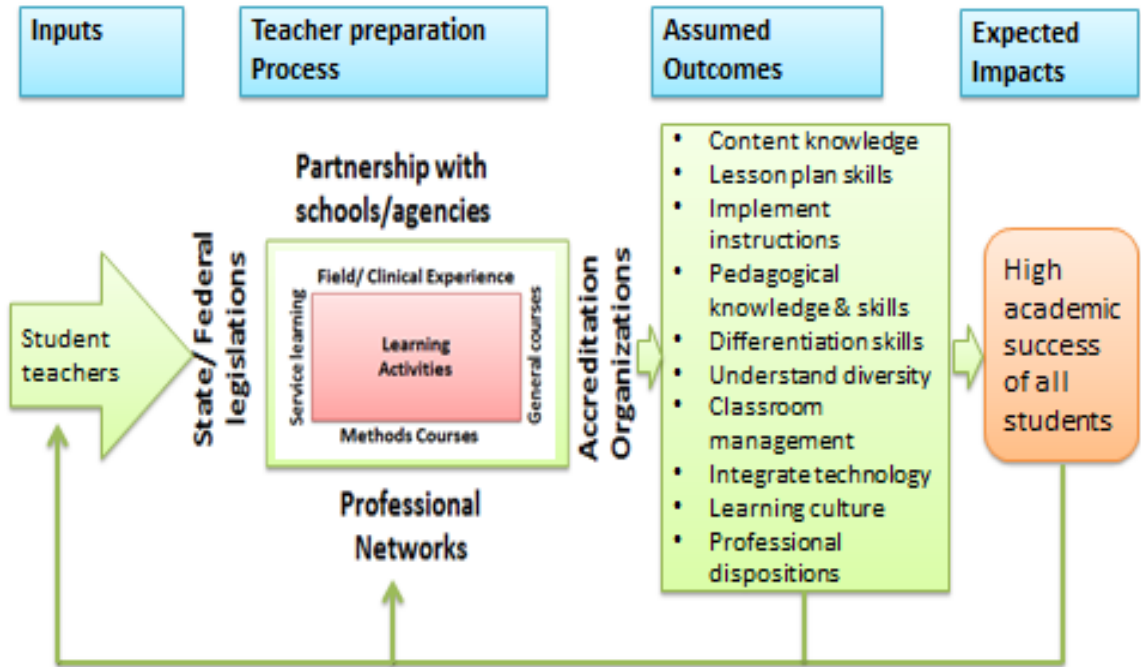 Inputs
Teacher preparation
Process
Assumed
Outcomes
Expected
Impacts
Student
teachers
State/ Federal
legislations
Partnership with
schools/agencies
Field/ Clinical Experience
Service learning
Learning
Activities
General courses
Methods Courses
Professional
Networks
Accreditation
Organizations
• Content knowledge
• Lesson plan skills
• Implement
instructions
• Pedagogical
knowledge & skills
• Differentiation skills
• Understand diversity
• Classroom
management
• Integrate technology
• Learning culture
• Professional
dispositions
High
academic
success
of all
students